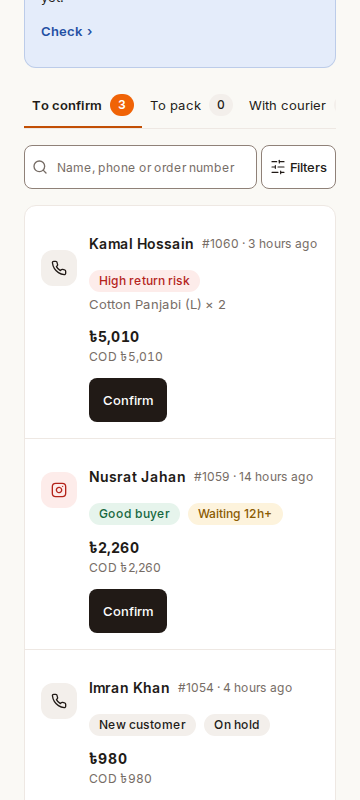 Check ›
To confirm 3 To pack 0 With courier
Name, phone or order number Filters
Kamal Hossain #1060 · 3 hours ago
High return risk
Cotton Panjabi (L) × 2
৳5,010
COD ৳5,010
Confirm
Nusrat Jahan #1059 · 14 hours ago
Good buyer Waiting 12h+
৳2,260
COD ৳2,260
Confirm
Imran Khan #1054 · 4 hours ago
New customer On hold
৳980
COD ৳980